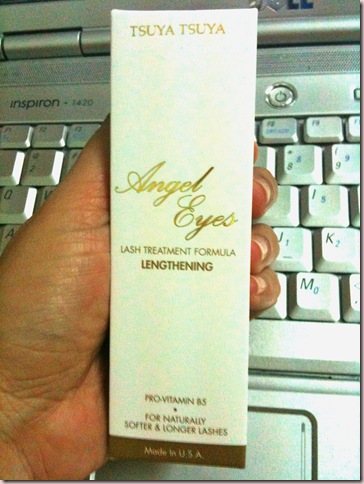 TSUYA TSUYA
Angel
Eyes
LASH TREATMENT FORMULA
LENGTHENING
PRO-VITAMIN B5
•
FOR NATURALLY
SOFTER & LONGER LASHES
Made In U.S.A.
inspiron 1420